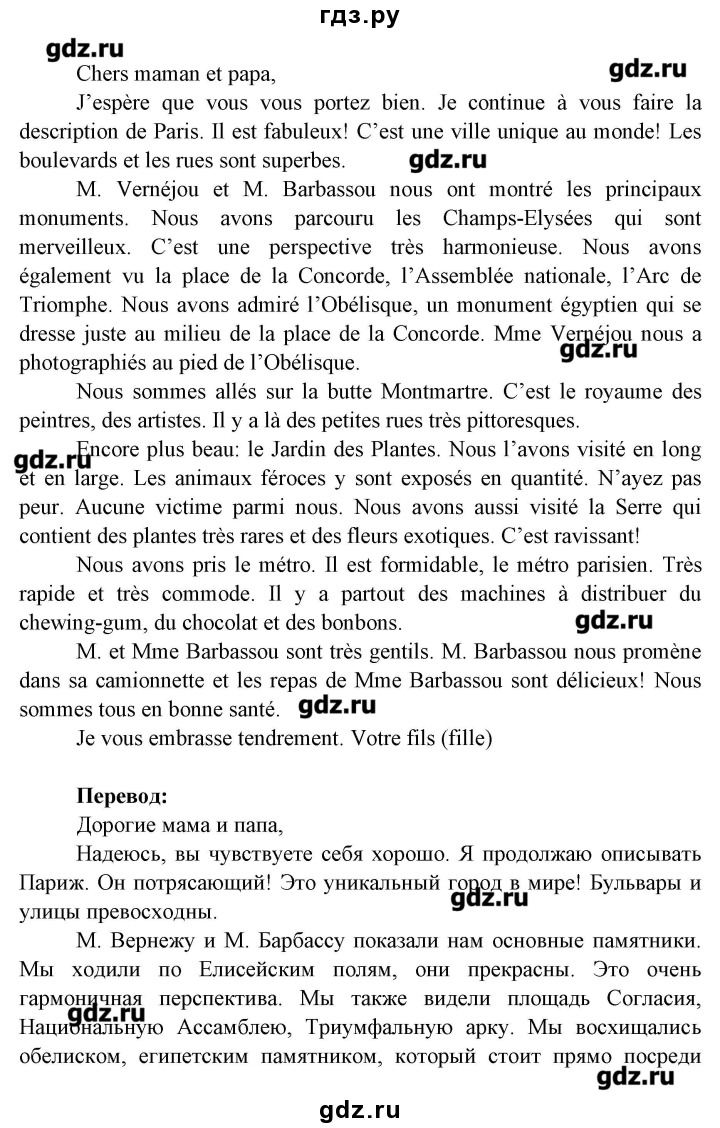 гдз.ру
gdz.ru
Chers maman et papa,
gdz.ru
J’espère que vous vous portez bien. Je continue à vous faire la
description de Paris. Il est fabuleux! C’est une ville unique au monde! Les
boulevards et les rues sont superbes.
gdz.ru
M. Vernéjou et M. Barbassou nous ont montré les principaux
monuments. Nous avons parcouru les Champs-Elysées qui sont
merveilleux. C’est une perspective très harmonieuse. Nous avons
également vu la place de la Concorde, l’Assemblée nationale, l’Arc de
Triomphe. Nous avons admiré l’Obélisque, un monument égyptien qui se
dresse juste au milieu de la place de la Concorde. Mme Vernéjou nous a
photographiés au pied de l’Obélisque.
gdz.ru
Nous sommes allés sur la butte Montmartre. C’est le royaume des
peintres, des artistes. Il y a là des petites rues très pittoresques.
Encore plus beau: le Jardin des Plantes. Nous l’avons visité en long
gdz.ru
et en large. Les animaux féroces y sont exposés en quantité. N’ayez pas
peur. Aucune victime parmi nous. Nous avons aussi visité la Serre qui
contient des plantes très rares et des fleurs exotiques. C’est ravissant!
Nous avons pris le métro. Il est formidable, le métro parisien. Très
rapide et très commode. Il y a partout des machines à distribuer du
chewing-gum, du chocolat et des bonbons.
gdz.ru
M. et Mme Barbassou sont très gentils. M. Barbassou nous promène
dans sa camionnette et les repas de Mme Barbassou sont délicieux! Nous
sommes tous en bonne santé.
gdz.ru
Je vous embrasse tendrement. Votre fils (fille)
Перевод:
Дорогие мама и папа,
Надеюсь, вы чувствуете себя хорошо. Я продолжаю описывать
Париж. Он потрясающий! Это уникальный город в мире! Бульвары и
gdz.ru
улицы превосходны.
М. Вернежу и М. Барбассу показали нам основные памятники.
Мы ходили по Елисейским полям, они прекрасны. Это очень
гармоничная перспектива. Мы также видели площадь Согласия,
gdz.ru
Национальную Ассамблею, Триумфальную арку. Мы восхищались
обелиском, египетским памятником, который стоит прямо посреди
gdz.ru
gdz.ru